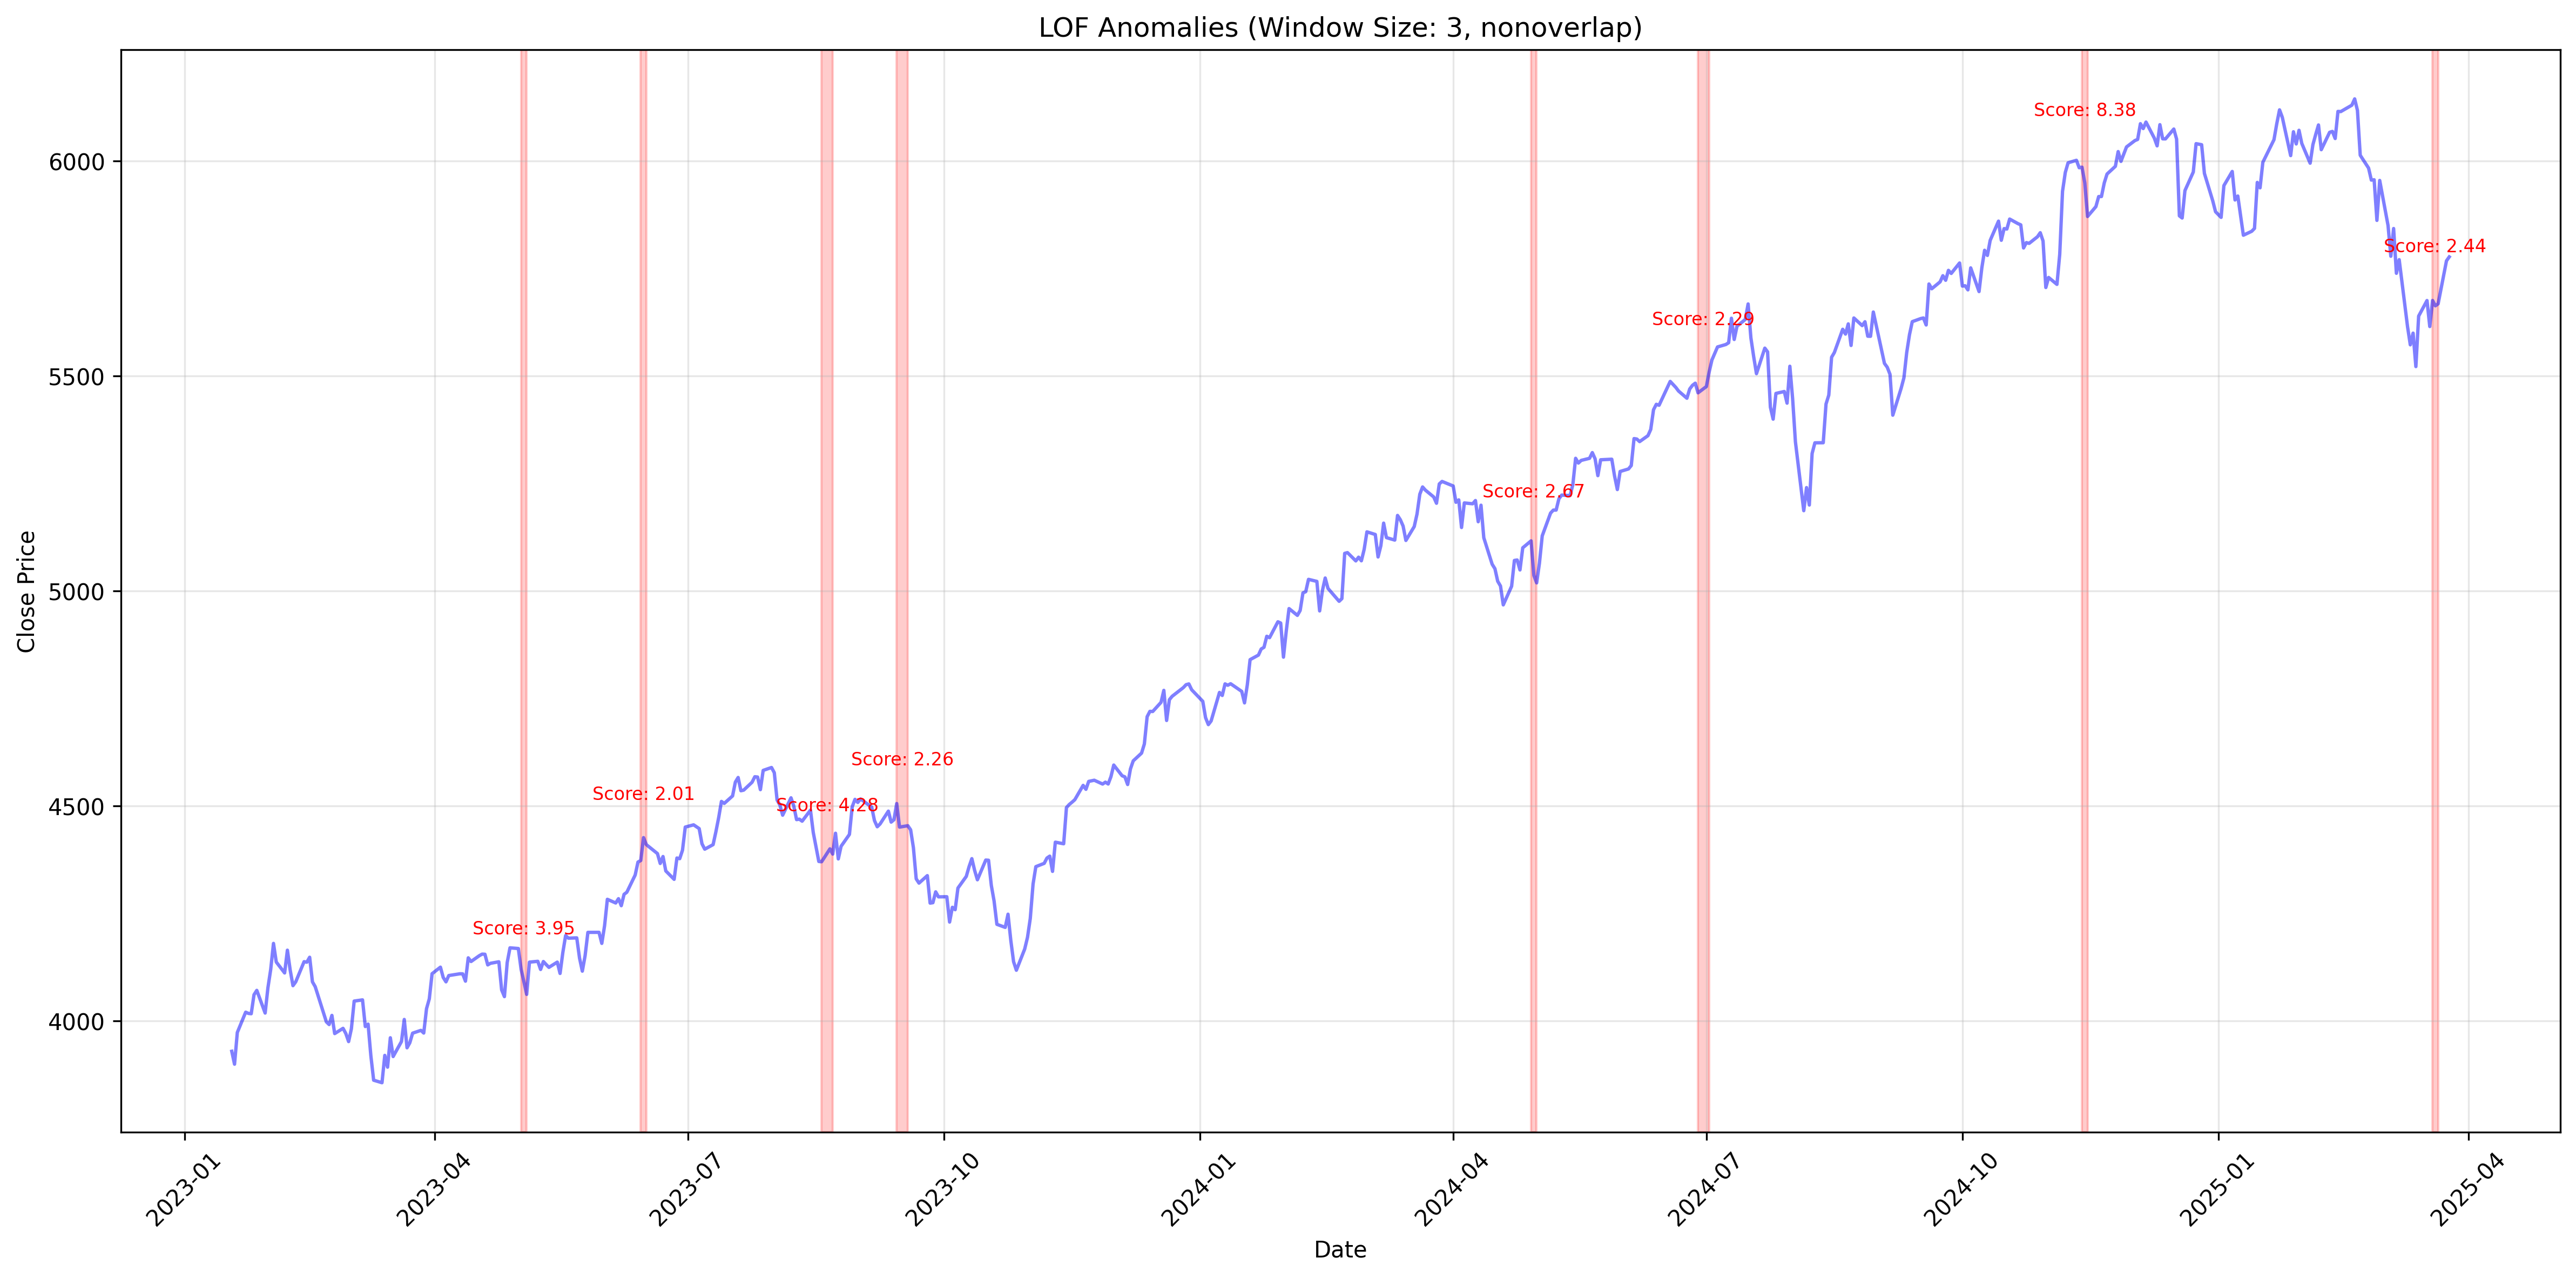 LOF Anomalies (Window Size: 3, nonoverlap)
Score: 8.38
6000
Score: 2.44
Score: 2.29
5500
Score: 2.67
Close Price
5000
Score: 2.26
Score: 2.01
Score: 4.28
4500
Score: 3.95
4000
2023-01
2023-04
2023-07
2023-10
2024-01
2024-04
2024-07
2024-10
2025-01
2025-04
Date